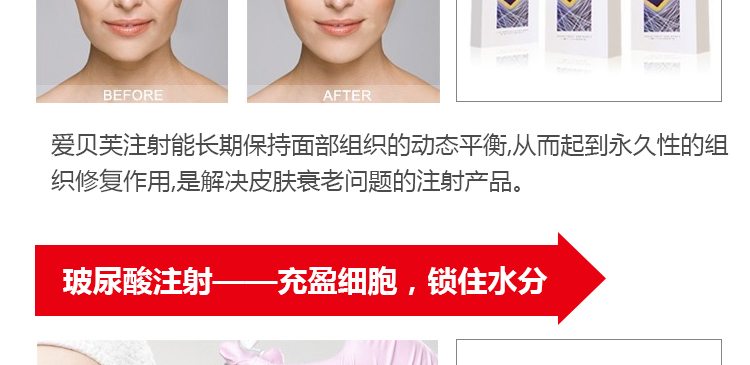 BEFORE
AFTER
爱贝芙注射能长期保持面部组织的动态平衡,从而起到永久性的组
织修复作用,是解决皮肤衰老问题的注射产品。
玻尿酸注射——充盈细胞，锁住水分